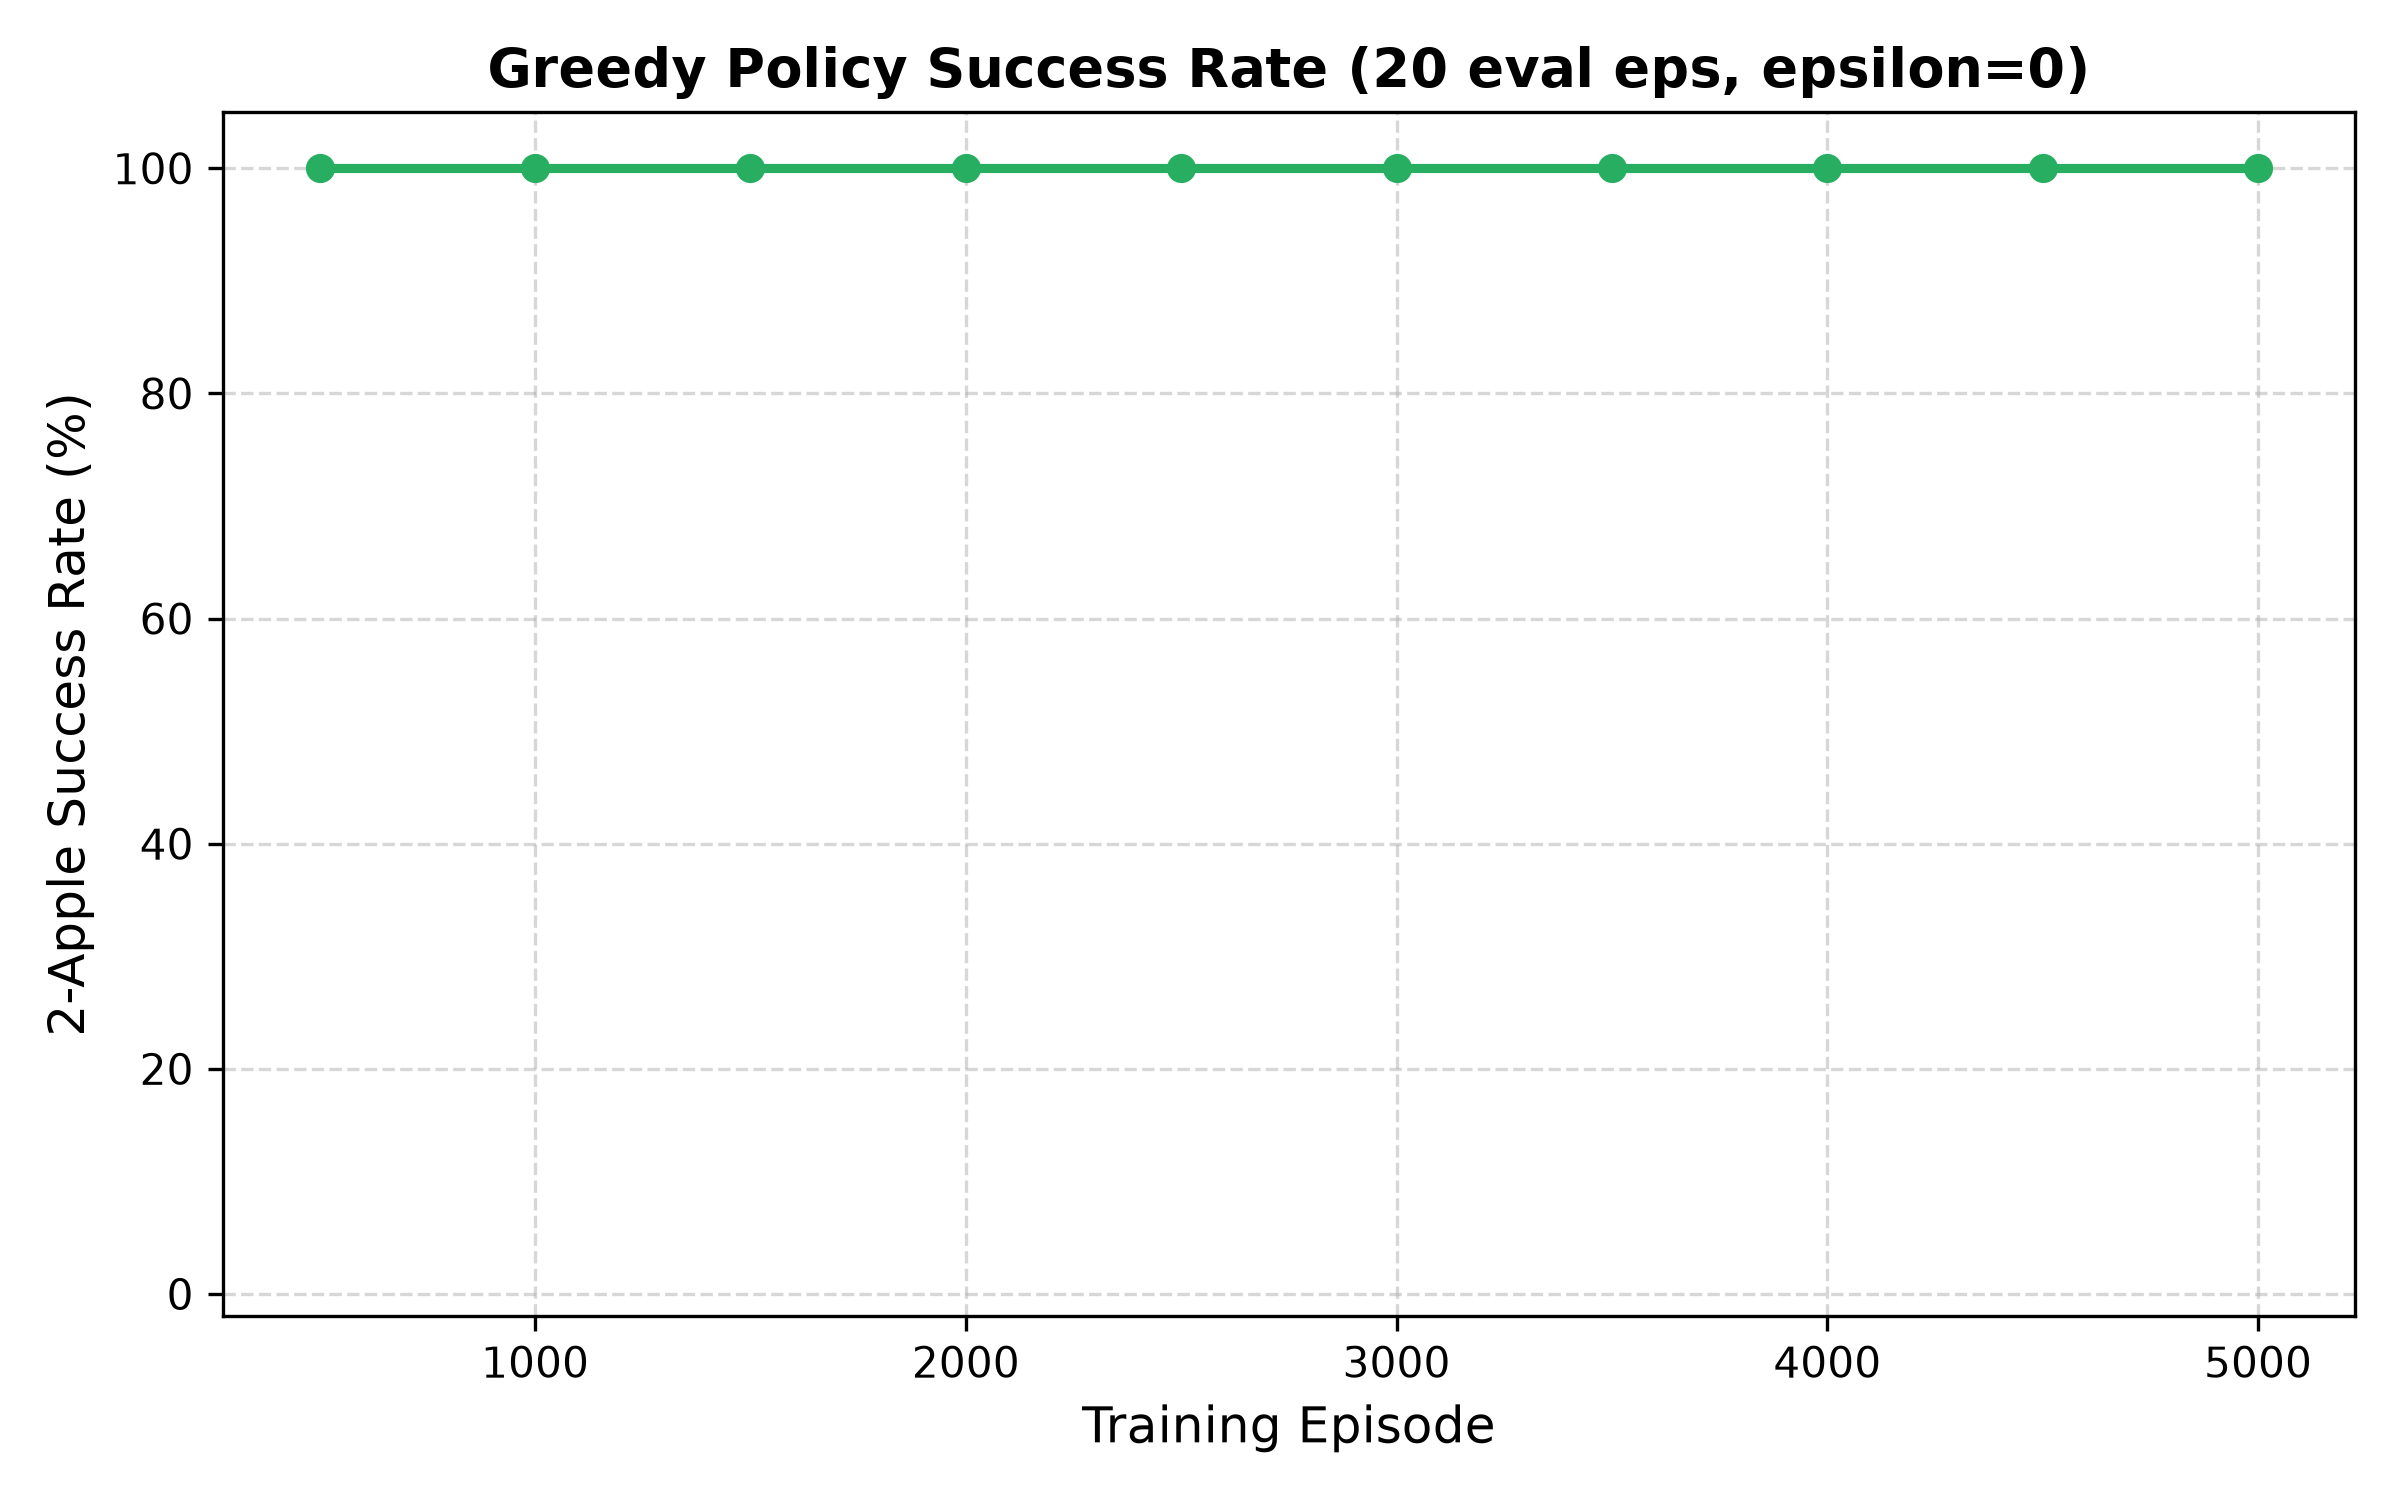 Greedy Policy Success Rate (20 eval eps, epsilon=0)
2-Apple Success Rate (%)
100
80
60
40
20
0
1000 2000 3000 4000 5000
Training Episode